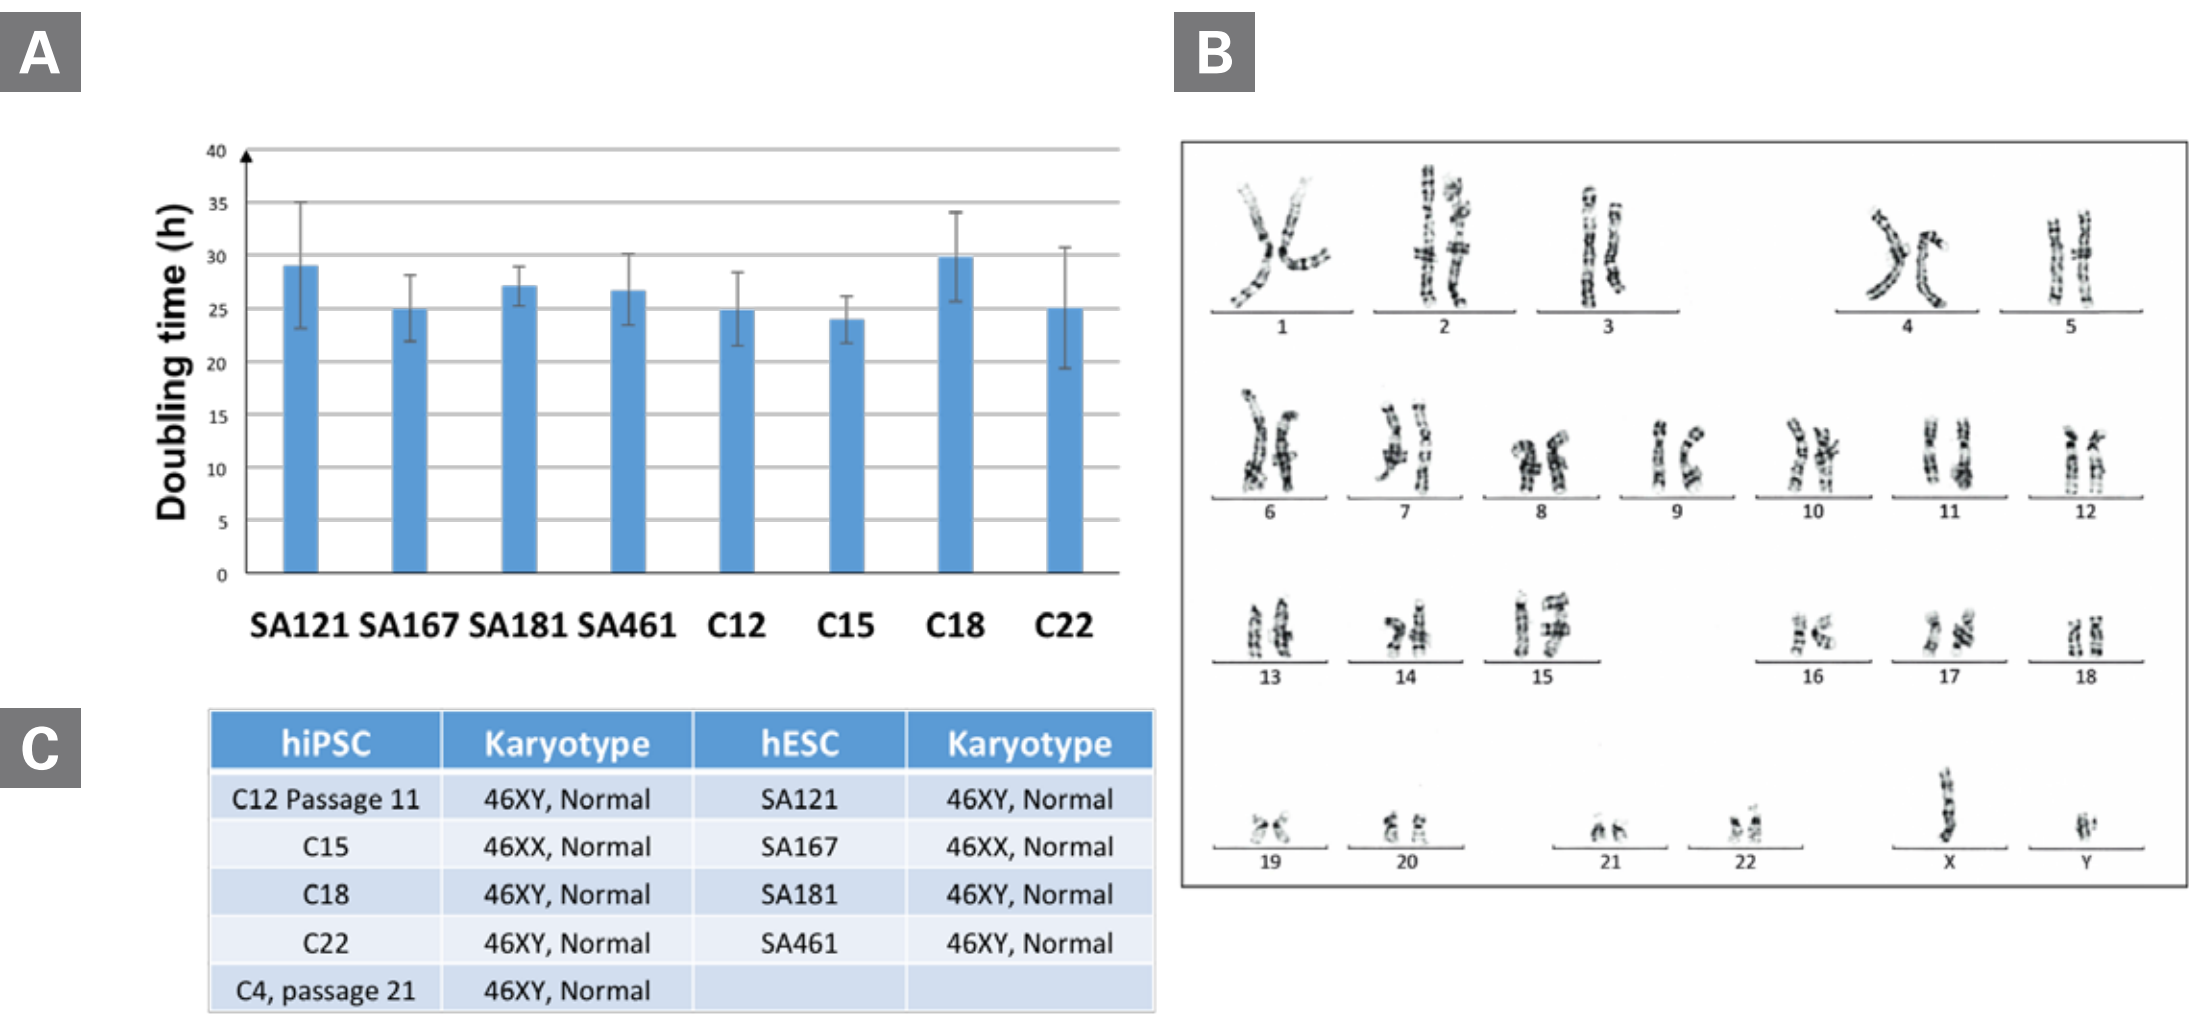 A
B
Doubling time (h)
40
35
30
25
20
15
10
5
0
SA121 SA167 SA181 SA461 C12 C15 C18 C22
1 2 3 4 5
6 7 8 9 10 11 12
13 14 15 16 17 18
19 20 21 22 X Y
C
hiPSC Karyotype hESC Karyotype
C12 Passage 11 46XY, Normal SA121 46XY, Normal
C15 46XX, Normal SA167 46XX, Normal
C18 46XY, Normal SA181 46XY, Normal
C22 46XY, Normal SA461 46XY, Normal
C4, passage 21 46XY, Normal